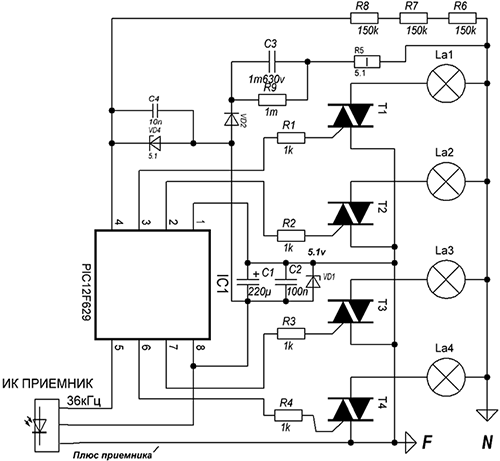 R8 R7 R6
150k 150k 150k
C3
1m630v
R5
5.1
La1
R9
1m
C4
10n
VD4
5.1
VD2
R1
1k
T1
La2
4 3 2 1
R2
1k
T2
PIC12F629
IC1
5.1v
+ C1
220µ
C2
100n
VD1
La3
R3
1k
T3
5 6 7 8
La4
R4
1k
T4
ИК ПРИЕМНИК
36кГц
Плюс приемника
F N